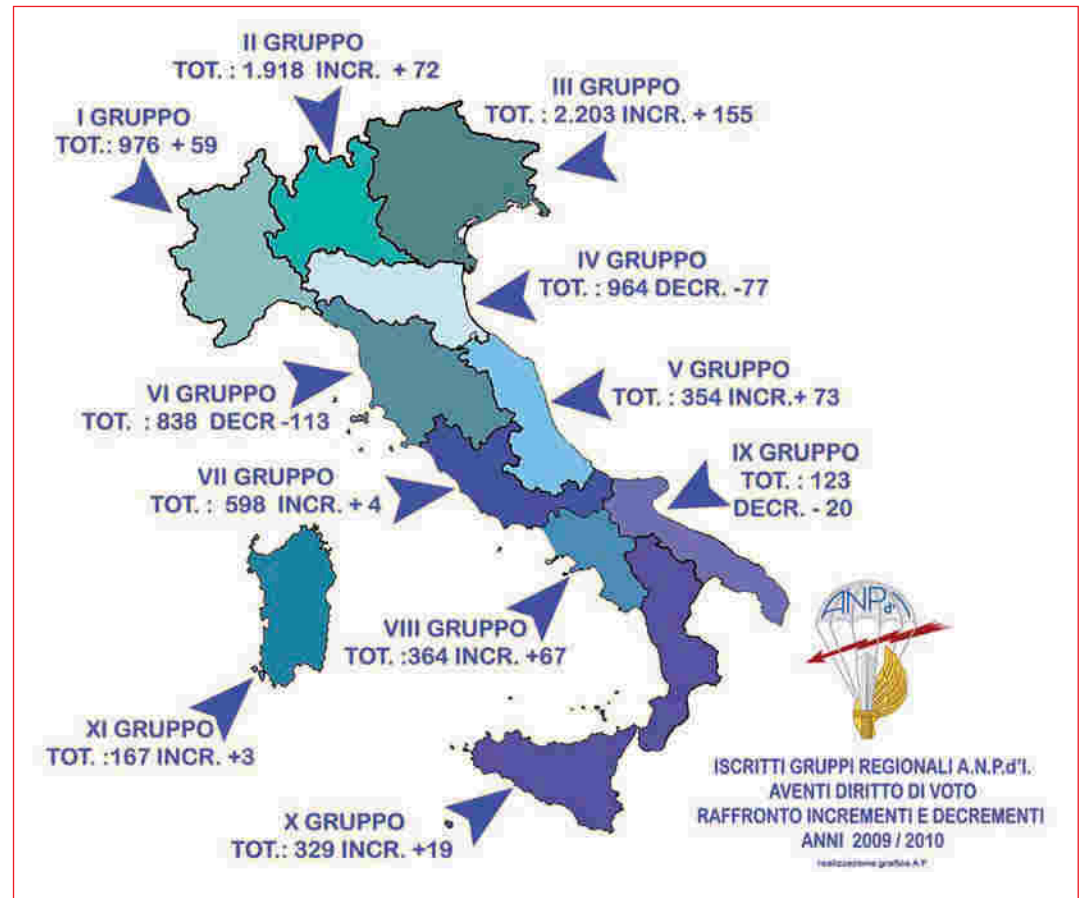 II GRUPPO
TOT. : 1.918 INCR. + 72
III GRUPPO
TOT. : 2.203 INCR. + 155
I GRUPPO
TOT.: 976 + 59
IV GRUPPO
TOT. : 964 DECR. -77
V GRUPPO
TOT. : 354 INCR.+ 73
VI GRUPPO
TOT. : 838 DECR -113
IX GRUPPO
TOT. : 123
DECR. - 20
VII GRUPPO
TOT. : 598 INCR. + 4
VIII GRUPPO
TOT. :364 INCR. +67
XI GRUPPO
TOT. :167 INCR. +3
X GRUPPO
TOT.: 329 INCR. +19
ANPd'I
ISCRITTI GRUPPI REGIONALI A.N.P.d'I.
AVENTI DIRITTO DI VOTO
RAFFRONTO INCREMENTI E DECREMENTI
ANNI 2009 / 2010
realizzazione grafica A.P.